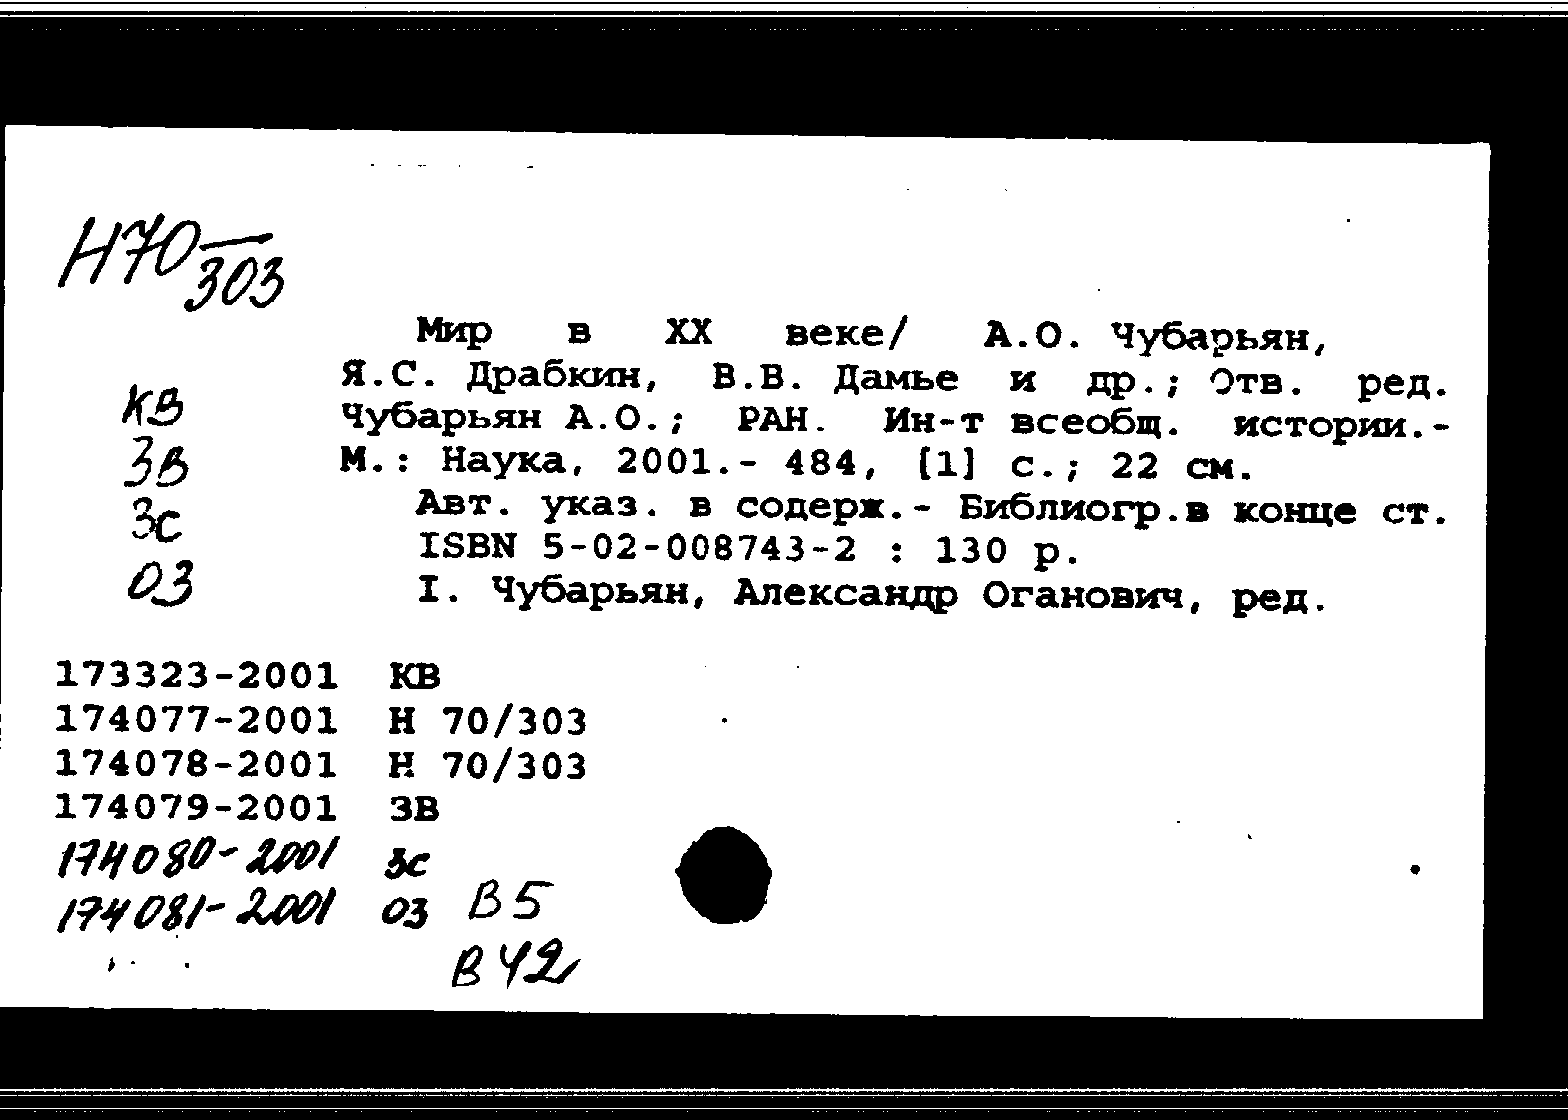 Н70
303
Мир в XX веке/ А.О. Чубарьян,
Я.С. Драбкин, В.В. Дамье и др.; Отв. ред.
Чубарьян А.О.; РАН. Ин-т всеобщ. истории.-
М.: Наука, 2001.- 484, [1] с.; 22 см.
Авт. указ. в содерж.- Библиогр.в конце ст.
ISBN 5-02-008743-2 : 130 р.
I. Чубарьян, Александр Оганович, ред.
КВ
ЗВ
Зс
ОЗ
173323-2001 КВ
174077-2001 Н 70/303
174078-2001 Н 70/303
174079-2001 ЗВ
174080-2001 Зс
174081-2001 ОЗ В5
В42